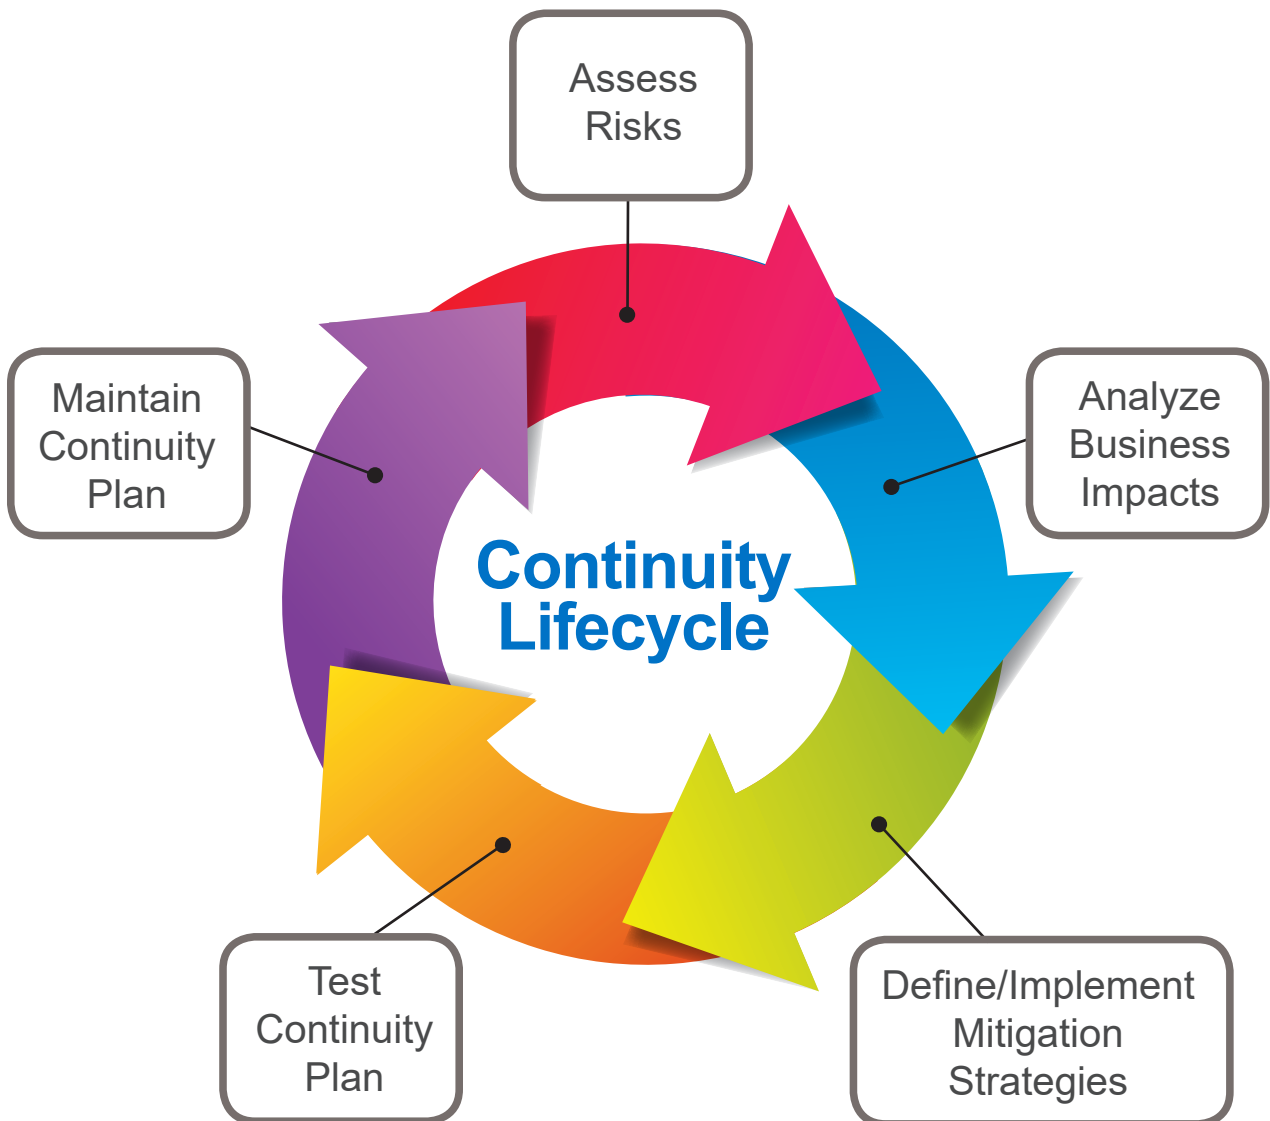 Assess
Risks
Analyze
Business
Impacts
Define/Implement
Mitigation
Strategies
Test
Continuity
Plan
Maintain
Continuity
Plan
Continuity
Lifecycle